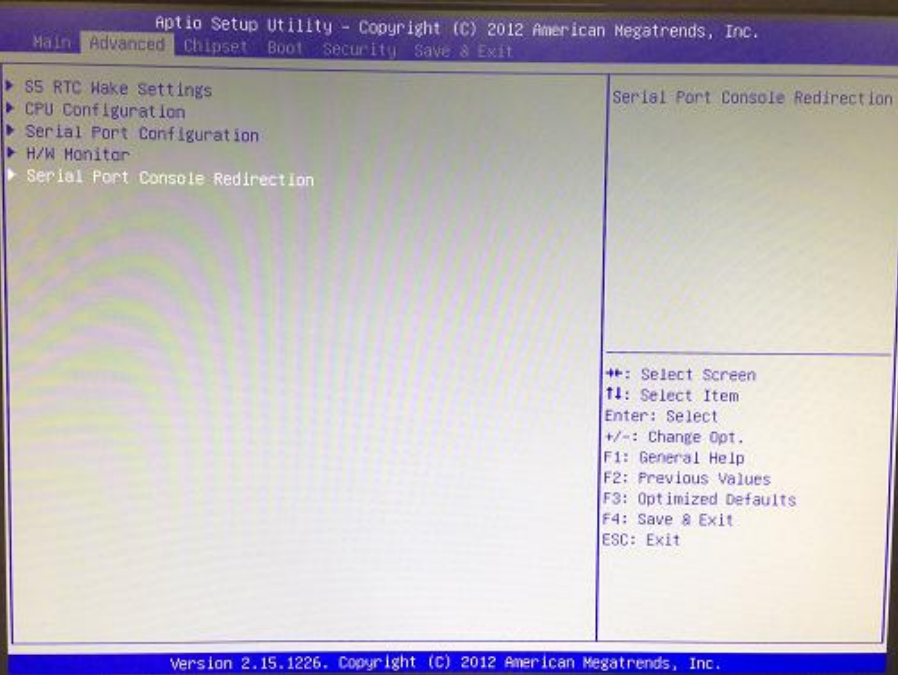 Aptio Setup Utility - Copyright (C) 2012 American Megatrends, Inc.
Main Advanced Chipset Boot Security Save & Exit
S5 RTC Wake Settings
CPU Configuration
Serial Port Configuration
H/W Monitor
Serial Port Console Redirection
Serial Port Console Redirection
→←: Select Screen
↑↓: Select Item
Enter: Select
+/-: Change Opt.
F1: General Help
F2: Previous Values
F3: Optimized Defaults
F4: Save & Exit
ESC: Exit
Version 2.15.1226. Copyright (C) 2012 American Megatrends, Inc.